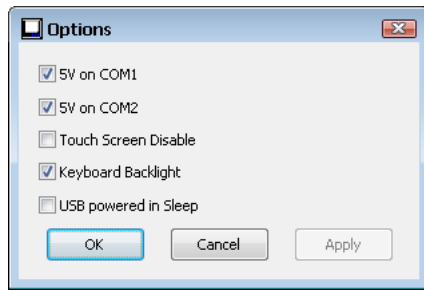 Options
5V on COM1
5V on COM2
Touch Screen Disable
Keyboard Backlight
USB powered in Sleep
OK Cancel Apply